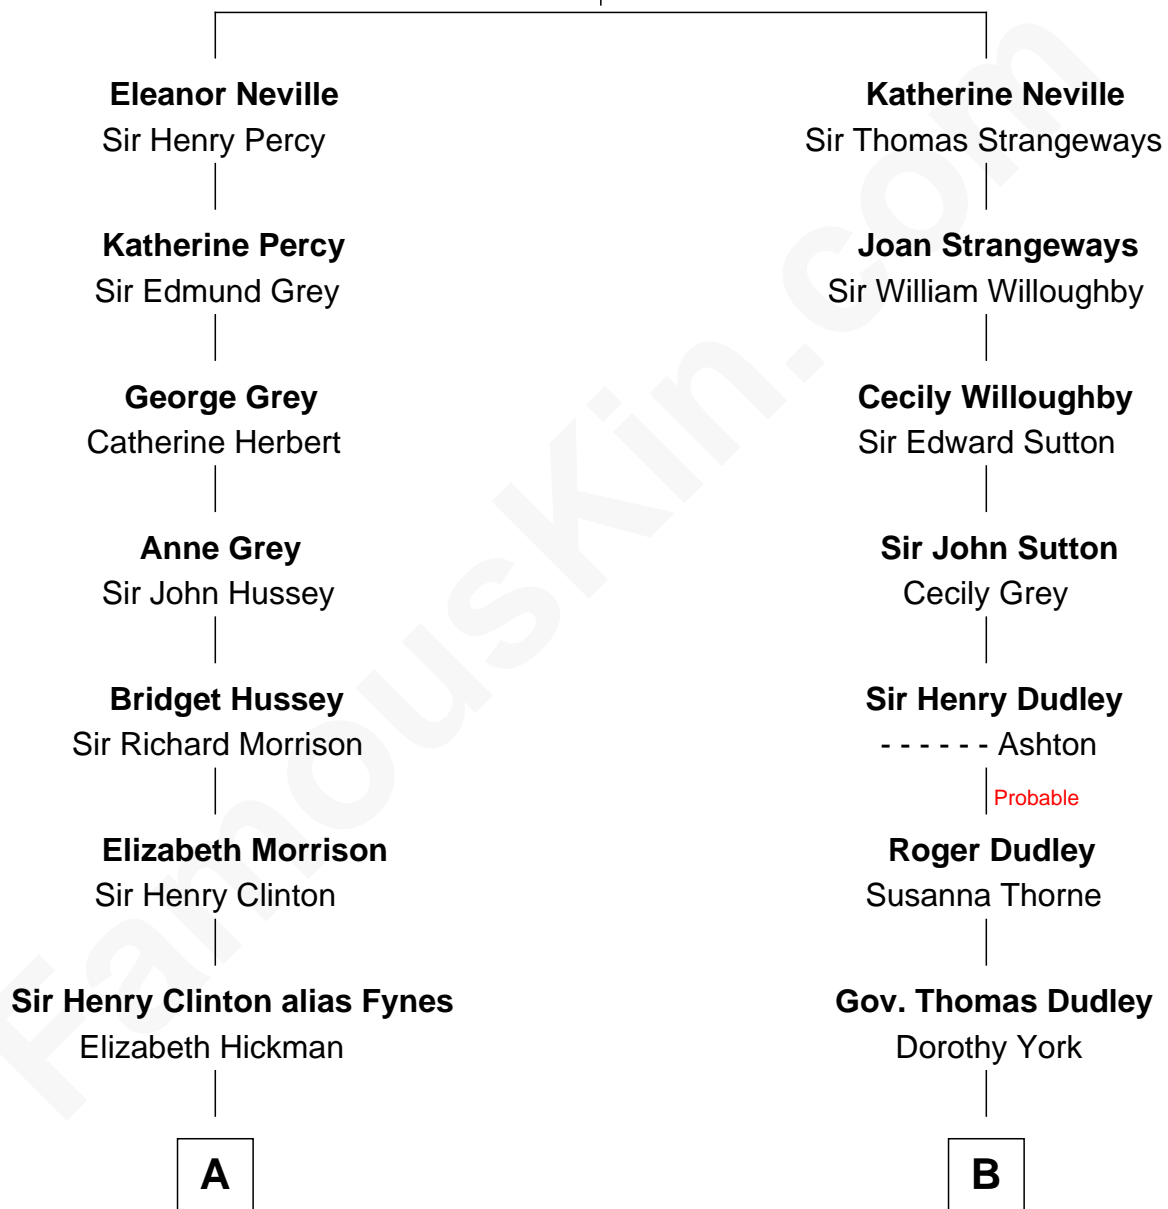 Eleanor Neville
Sir Henry Percy
Katherine Neville
Sir Thomas Strangeways
Katherine Percy
Sir Edmund Grey
Joan Strangeways
Sir William Willoughby
George Grey
Catherine Herbert
Cecily Willoughby
Sir Edward Sutton
Anne Grey
Sir John Hussey
Sir John Sutton
Cecily Grey
Bridget Hussey
Sir Richard Morrison
Sir Henry Dudley
- - - - - - Ashton
Probable
Elizabeth Morrison
Sir Henry Clinton
Roger Dudley
Susanna Thorne
Sir Henry Clinton alias Fynes
Elizabeth Hickman
Gov. Thomas Dudley
Dorothy York
A
B
FamousKin.com